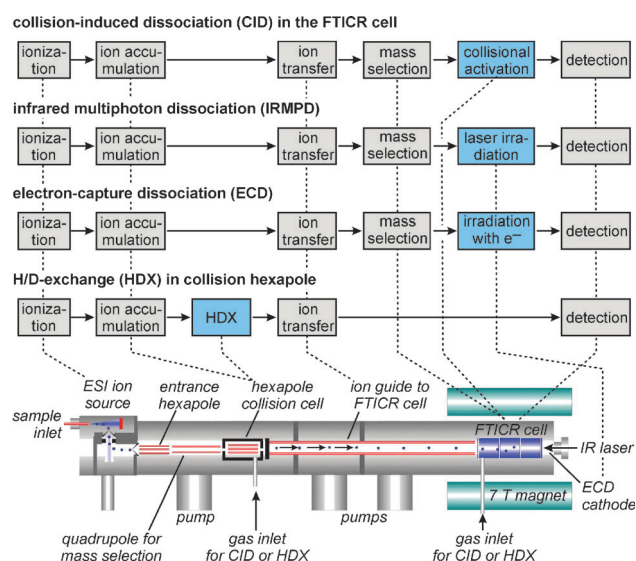 collision-induced dissociation (CID) in the FTICR cell
ioniza-
tion
ion accu-
mulation
ion
transfer
mass
selection
collisional
activation
detection
infrared multiphoton dissociation (IRMPD)
ioniza-
tion
ion accu-
mulation
ion
transfer
mass
selection
laser irra-
diation
detection
electron-capture dissociation (ECD)
ioniza-
tion
ion accu-
mulation
ion
transfer
mass
selection
irradiation
with e⁻
detection
H/D-exchange (HDX) in collision hexapole
ioniza-
tion
ion accu-
mulation
HDX
ion
transfer
detection
ESI ion
source
entrance
hexapole
hexapole
collision cell
ion guide to
FTICR cell
sample
inlet
FTICR cell
IR laser
ECD
cathode
7 T magnet
pump
pumps
quadrupole for
mass selection
gas inlet
for CID or HDX
gas inlet
for CID or HDX